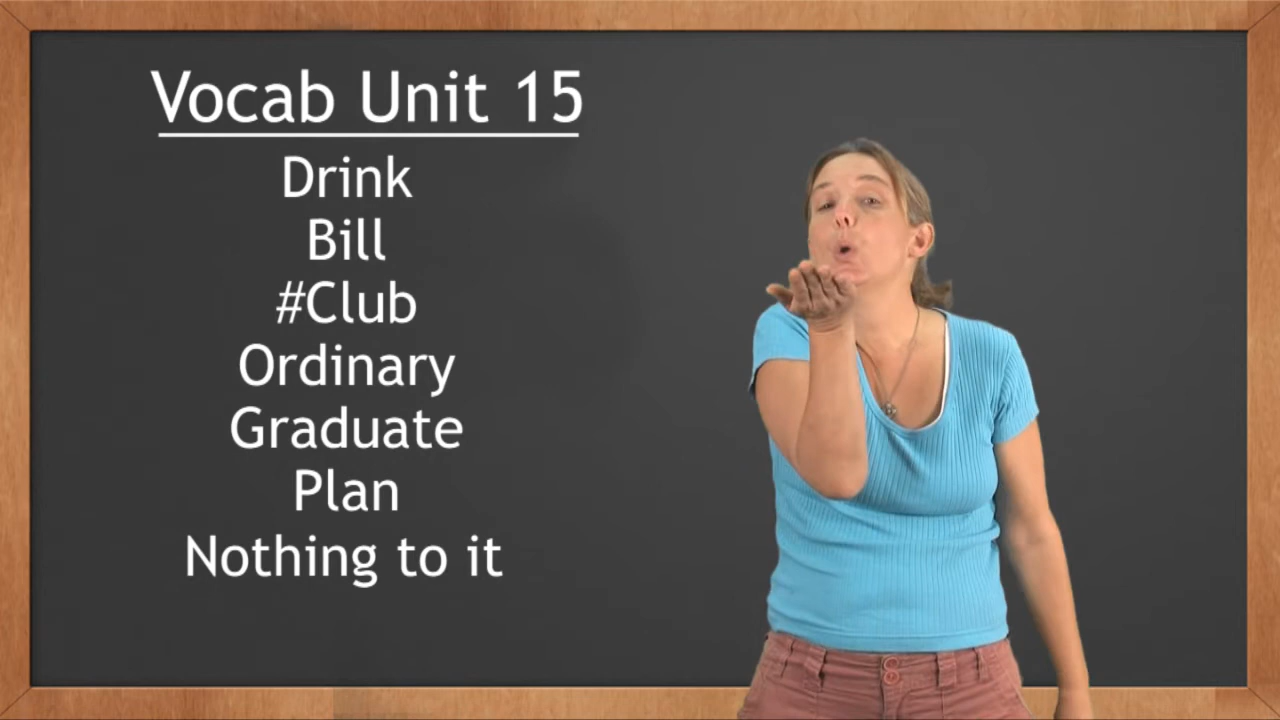 Vocab Unit 15
Drink
Bill
#Club
Ordinary
Graduate
Plan
Nothing to it